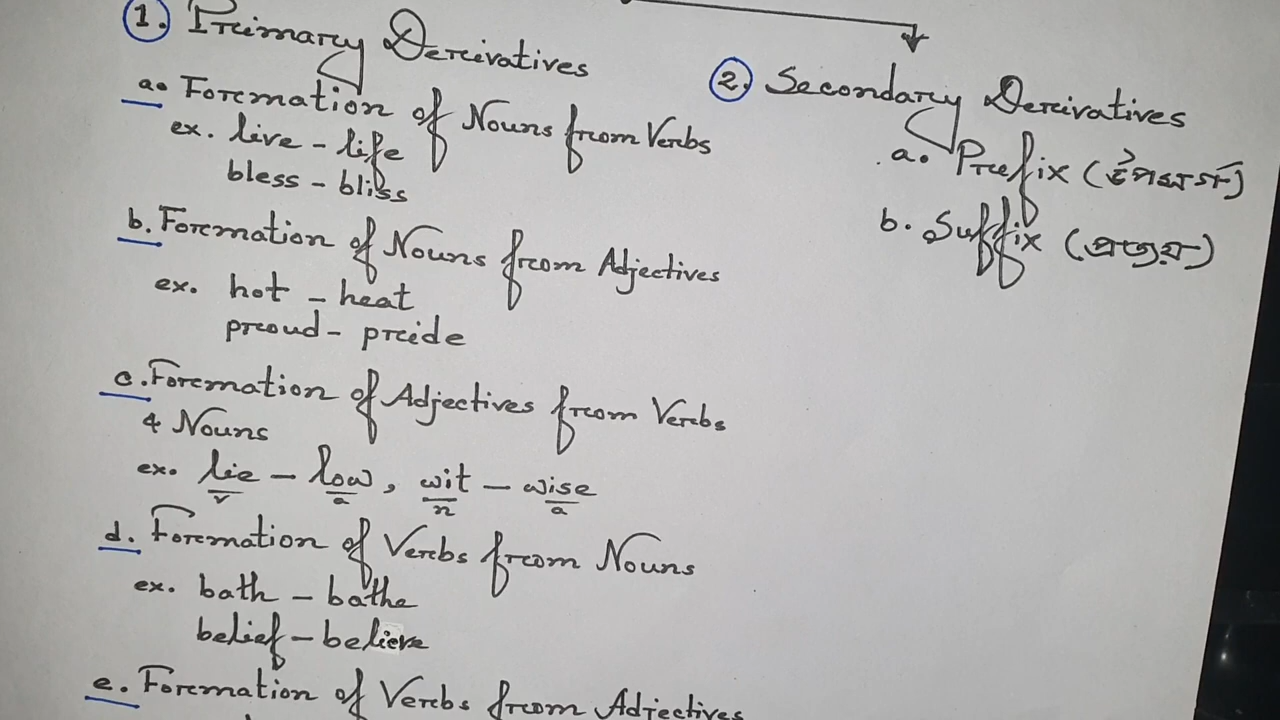 1. Primary Derivatives
a. Formation of Nouns from Verbs
ex. live - life
bless - bliss
b. Formation of Nouns from Adjectives
ex. hot - heat
proud - pride
c. Formation of Adjectives from Verbs
& Nouns
ex. lie - low, wit - wise
v a n a
d. Formation of Verbs from Nouns
ex. bath - bathe
belief - believe
e. Formation of Verbs from Adjectives
2. Secondary Derivatives
a. Prefix (উপসর্গ)
b. Suffix (প্রত্যয়)